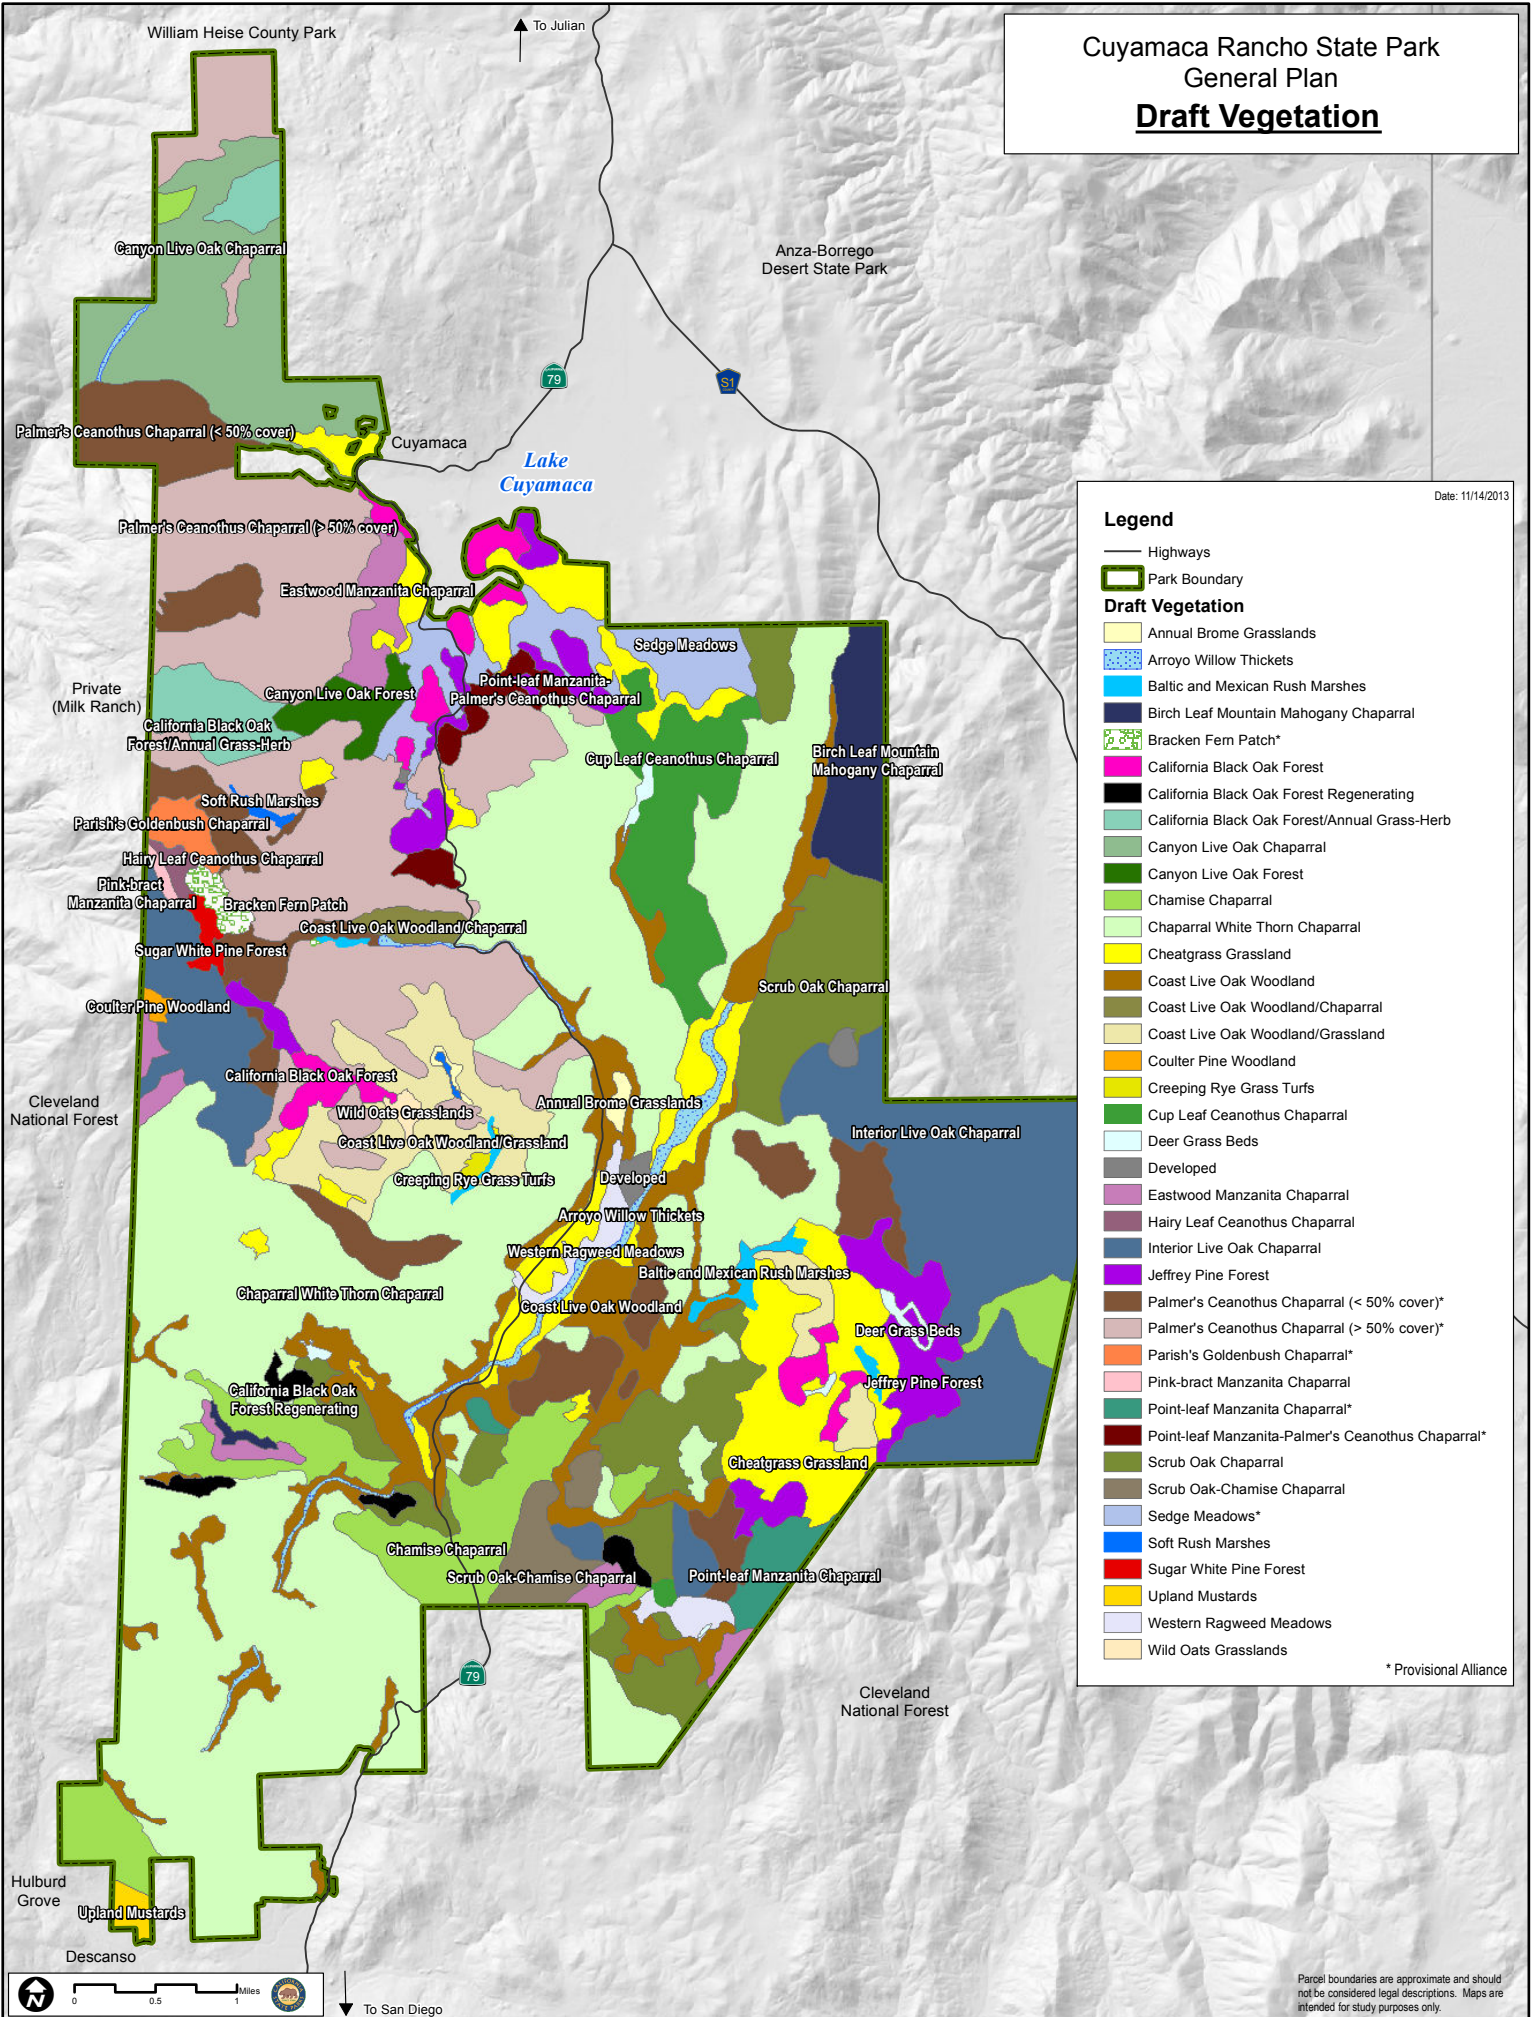 William Heise County Park
To Julian
Cuyamaca Rancho State Park
General Plan
Draft Vegetation
Canyon Live Oak Chaparral
Anza-Borrego
Desert State Park
79
S1
Palmer's Ceanothus Chaparral (< 50% cover)
Cuyamaca
Lake
Cuyamaca
Palmer's Ceanothus Chaparral (> 50% cover)
Eastwood Manzanita Chaparral
Sedge Meadows
Private
(Milk Ranch)
Canyon Live Oak Forest
Point-leaf Manzanita-
Palmer's Ceanothus Chaparral
California Black Oak
Forest/Annual Grass-Herb
Cup Leaf Ceanothus Chaparral
Birch Leaf Mountain
Mahogany Chaparral
Soft Rush Marshes
Parish's Goldenbush Chaparral
Hairy Leaf Ceanothus Chaparral
Pink-bract
Manzanita Chaparral
Bracken Fern Patch
Coast Live Oak Woodland/Chaparral
Sugar White Pine Forest
Scrub Oak Chaparral
Coulter Pine Woodland
California Black Oak Forest
Cleveland
National Forest
Wild Oats Grasslands
Annual Brome Grasslands
Coast Live Oak Woodland/Grassland
Interior Live Oak Chaparral
Creeping Rye Grass Turfs
Developed
Arroyo Willow Thickets
Western Ragweed Meadows
Baltic and Mexican Rush Marshes
Chaparral White Thorn Chaparral
Coast Live Oak Woodland
Deer Grass Beds
Jeffrey Pine Forest
California Black Oak
Forest Regenerating
Cheatgrass Grassland
Chamise Chaparral
Scrub Oak-Chamise Chaparral
Point-leaf Manzanita Chaparral
79
Cleveland
National Forest
Hulburd
Grove
Upland Mustards
Descanso
Date: 11/14/2013
Legend
Highways
Park Boundary
Draft Vegetation
Annual Brome Grasslands
Arroyo Willow Thickets
Baltic and Mexican Rush Marshes
Birch Leaf Mountain Mahogany Chaparral
Bracken Fern Patch*
California Black Oak Forest
California Black Oak Forest Regenerating
California Black Oak Forest/Annual Grass-Herb
Canyon Live Oak Chaparral
Canyon Live Oak Forest
Chamise Chaparral
Chaparral White Thorn Chaparral
Cheatgrass Grassland
Coast Live Oak Woodland
Coast Live Oak Woodland/Chaparral
Coast Live Oak Woodland/Grassland
Coulter Pine Woodland
Creeping Rye Grass Turfs
Cup Leaf Ceanothus Chaparral
Deer Grass Beds
Developed
Eastwood Manzanita Chaparral
Hairy Leaf Ceanothus Chaparral
Interior Live Oak Chaparral
Jeffrey Pine Forest
Palmer's Ceanothus Chaparral (< 50% cover)*
Palmer's Ceanothus Chaparral (> 50% cover)*
Parish's Goldenbush Chaparral*
Pink-bract Manzanita Chaparral
Point-leaf Manzanita Chaparral*
Point-leaf Manzanita-Palmer's Ceanothus Chaparral*
Scrub Oak Chaparral
Scrub Oak-Chamise Chaparral
Sedge Meadows*
Soft Rush Marshes
Sugar White Pine Forest
Upland Mustards
Western Ragweed Meadows
Wild Oats Grasslands
* Provisional Alliance
N
0 0.5 1 Miles
To San Diego
Parcel boundaries are approximate and should
not be considered legal descriptions. Maps are
intended for study purposes only.